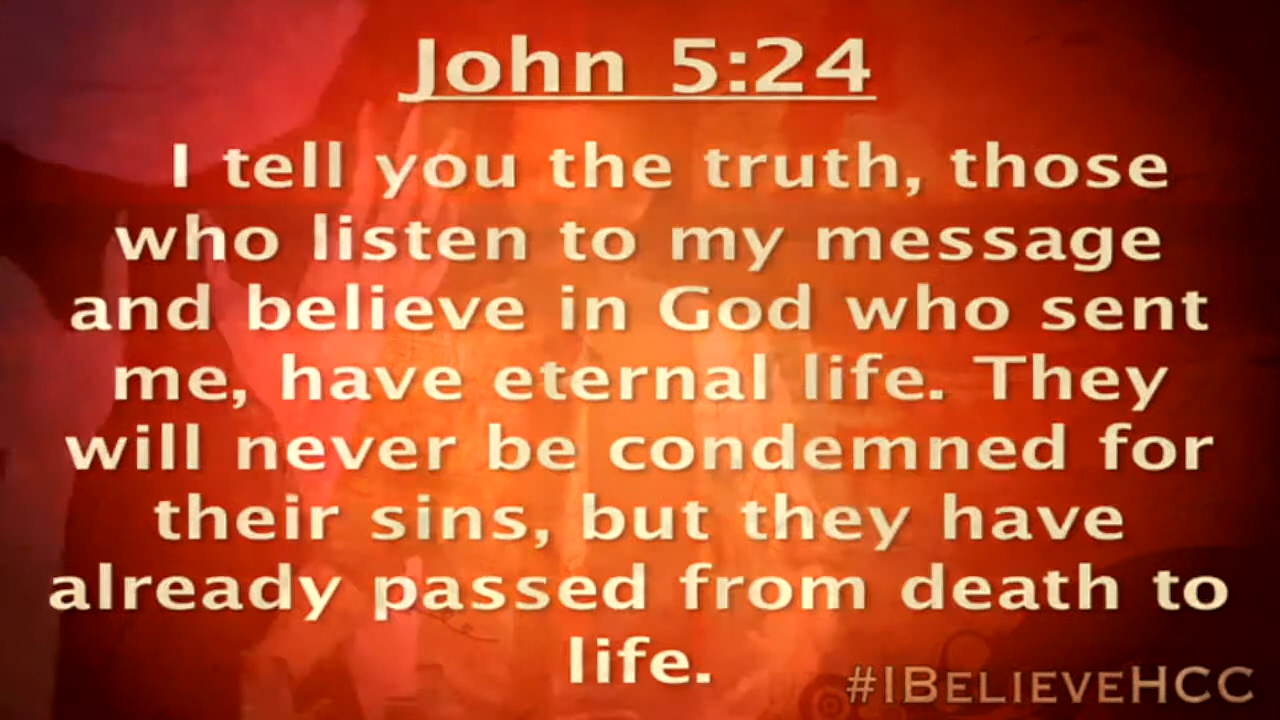 John 5:24
I tell you the truth, those
who listen to my message
and believe in God who sent
me, have eternal life. They
will never be condemned for
their sins, but they have
already passed from death to
life.
#IBELIEVEHCC